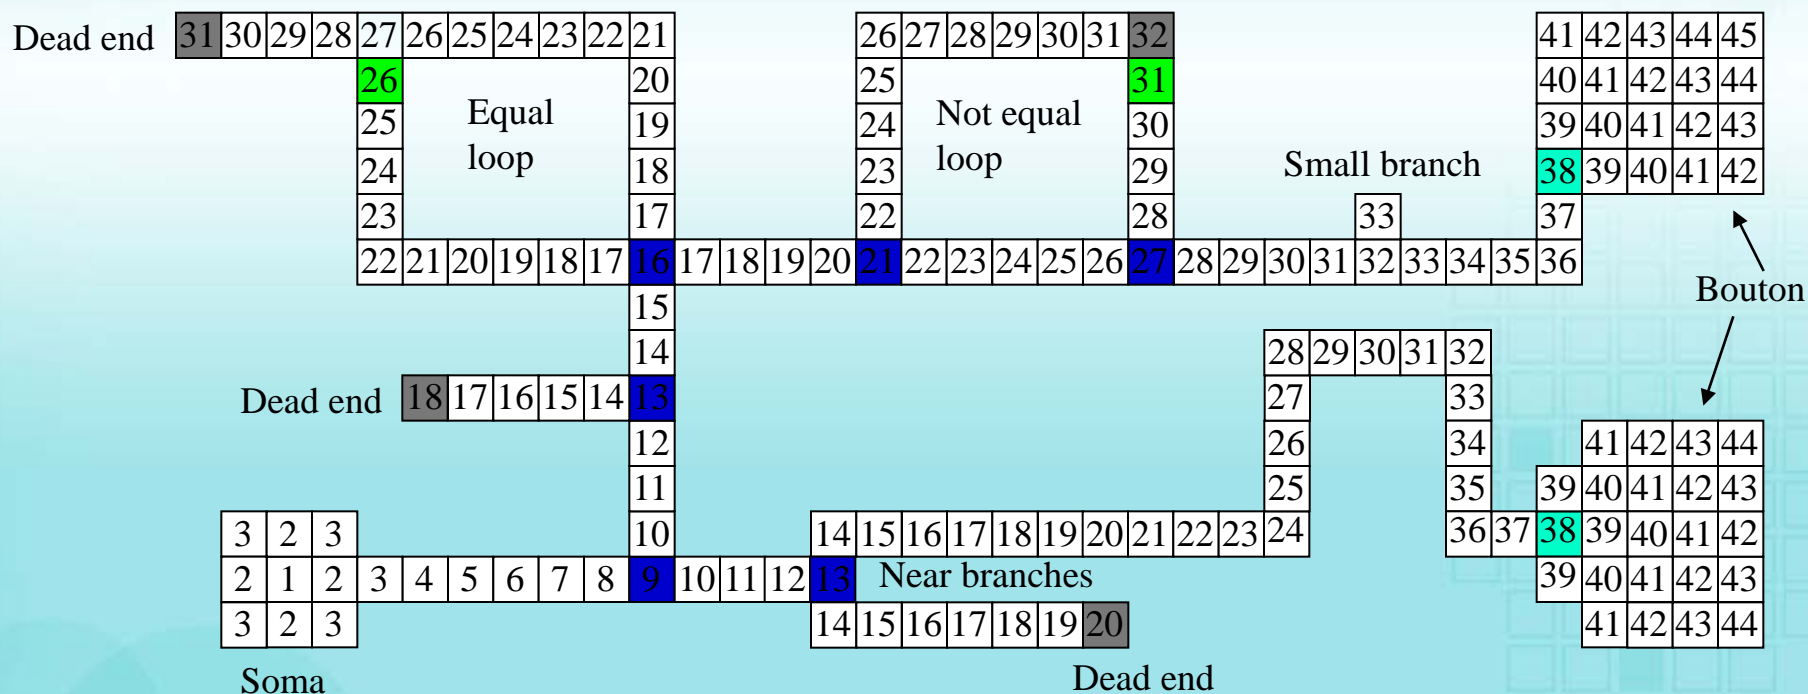 Dead end 31 30 29 28 27 26 25 24 23 22 21 26 27 28 29 30 31 32 41 42 43 44 45
26 20 25 31 40 41 42 43 44
25 Equal 19 24 Not equal 30 39 40 41 42 43
24 loop 18 23 loop 29 Small branch 38 39 40 41 42
23 17 22 28 33 37
22 21 20 19 18 17 16 17 18 19 20 21 22 23 24 25 26 27 28 29 30 31 32 33 34 35 36
Bouton
15
14 28 29 30 31 32
Dead end 18 17 16 15 14 13 27 33
12 26 34 41 42 43 44
11 25 35 39 40 41 42 43
3 2 3 10 14 15 16 17 18 19 20 21 22 23 24 36 37 38 39 40 41 42
2 1 2 3 4 5 6 7 8 9 10 11 12 13 Near branches 39 40 41 42 43
3 2 3 14 15 16 17 18 19 20 41 42 43 44
Soma Dead end